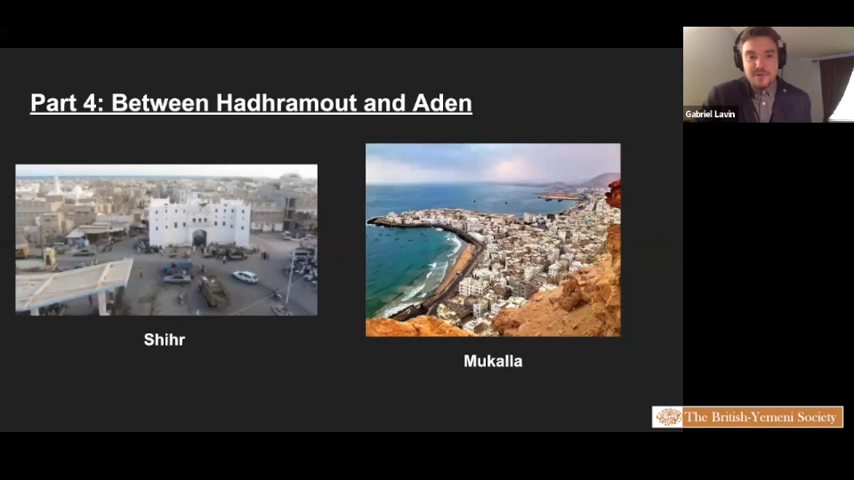 Part 4: Between Hadhramout and Aden
Gabriel Lavin
Shihr
Mukalla
The British-Yemeni Society